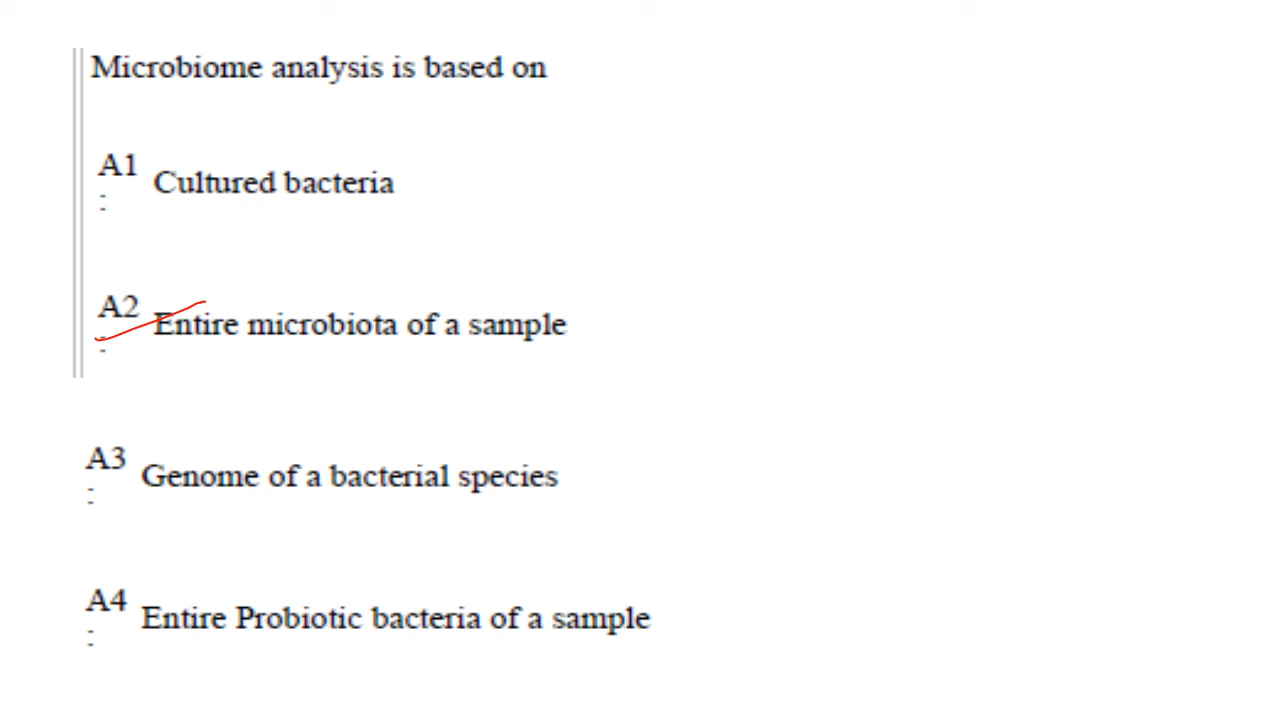 Microbiome analysis is based on
A1
: Cultured bacteria
A2
: Entire microbiota of a sample
A3
: Genome of a bacterial species
A4
: Entire Probiotic bacteria of a sample